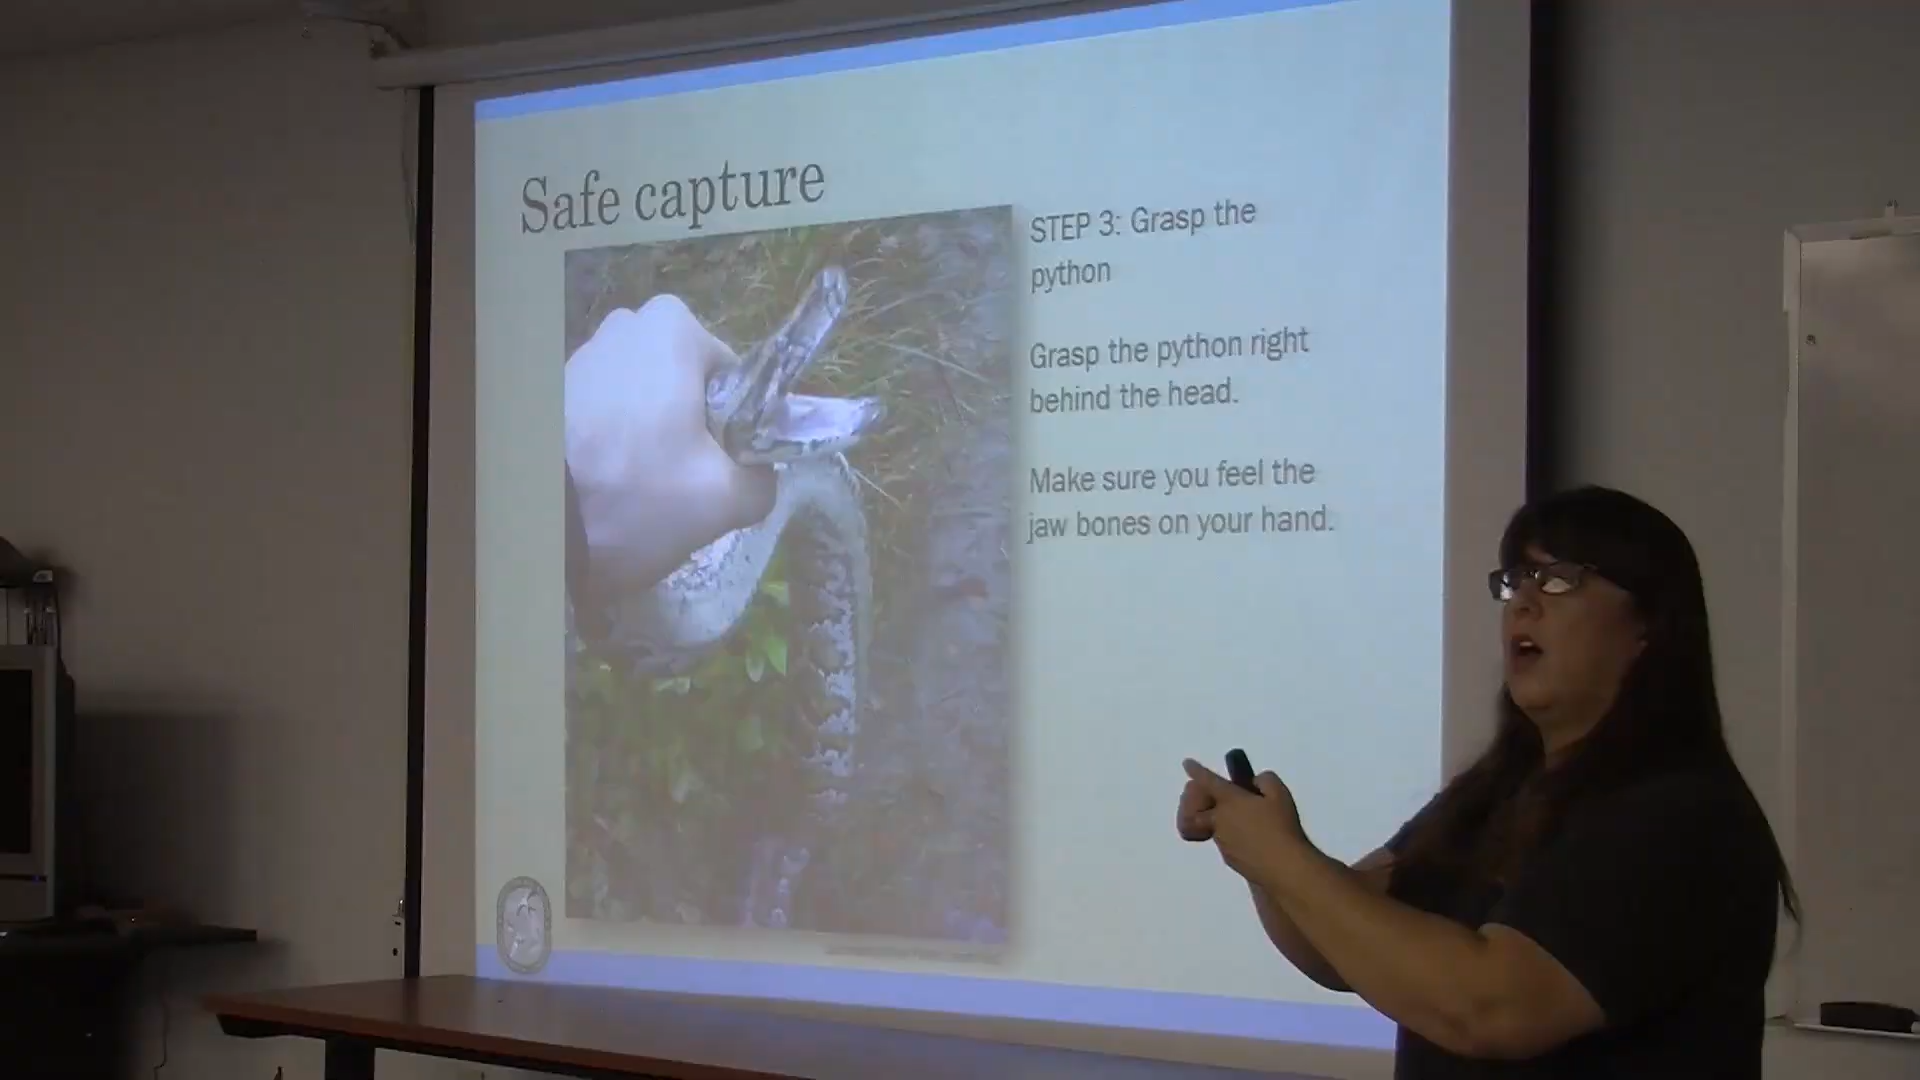 Safe capture
STEP 3: Grasp the
python
Grasp the python right
behind the head.
Make sure you feel the
jaw bones on your hand.